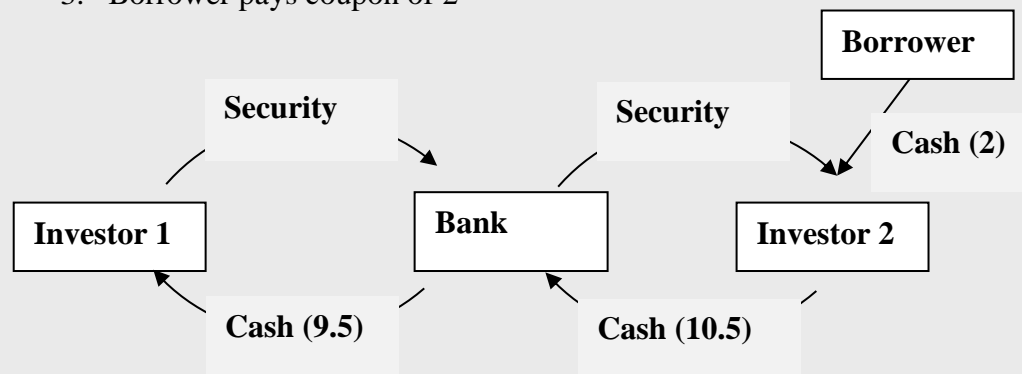 3. Borrower pays coupon of 2
Borrower
Security
Security
Cash (2)
Investor 1
Bank
Investor 2
Cash (9.5)
Cash (10.5)